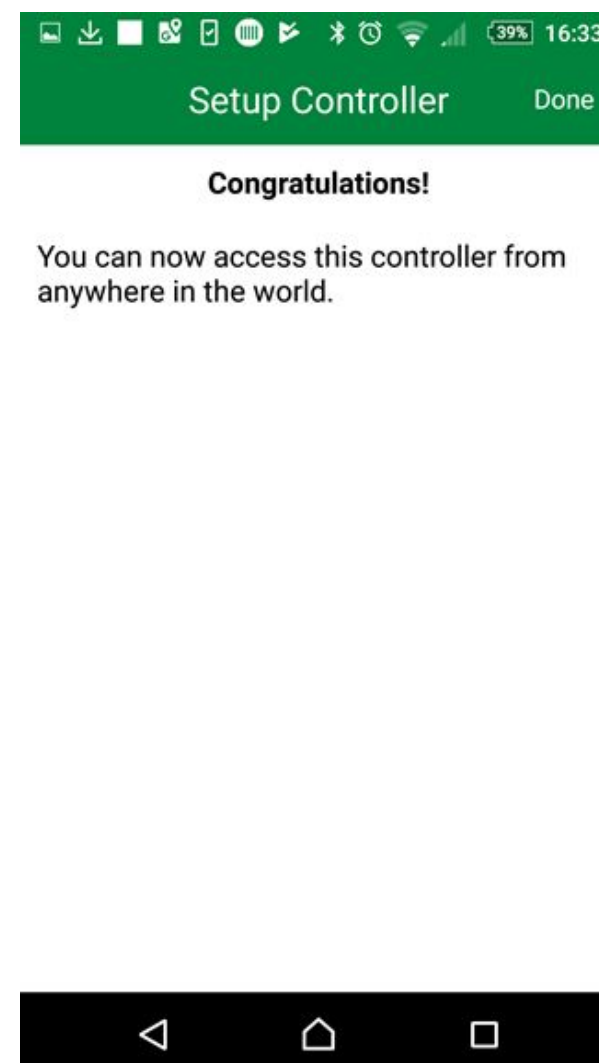 39% 16:33
Setup Controller Done
Congratulations!
You can now access this controller from
anywhere in the world.